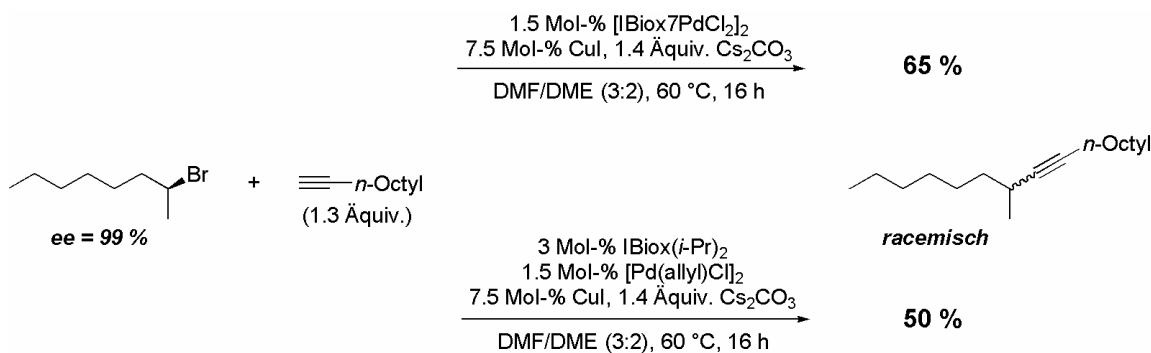 1.5 Mol-% [IBiox7PdCl₂]₂
7.5 Mol-% CuI, 1.4 Äquiv. Cs₂CO₃
DMF/DME (3:2), 60 °C, 16 h
65 %
Br
+
n-Octyl
(1.3 Äquiv.)
ee = 99 %
n-Octyl
racemisch
3 Mol-% IBiox(i-Pr)₂
1.5 Mol-% [Pd(allyl)Cl]₂
7.5 Mol-% CuI, 1.4 Äquiv. Cs₂CO₃
DMF/DME (3:2), 60 °C, 16 h
50 %